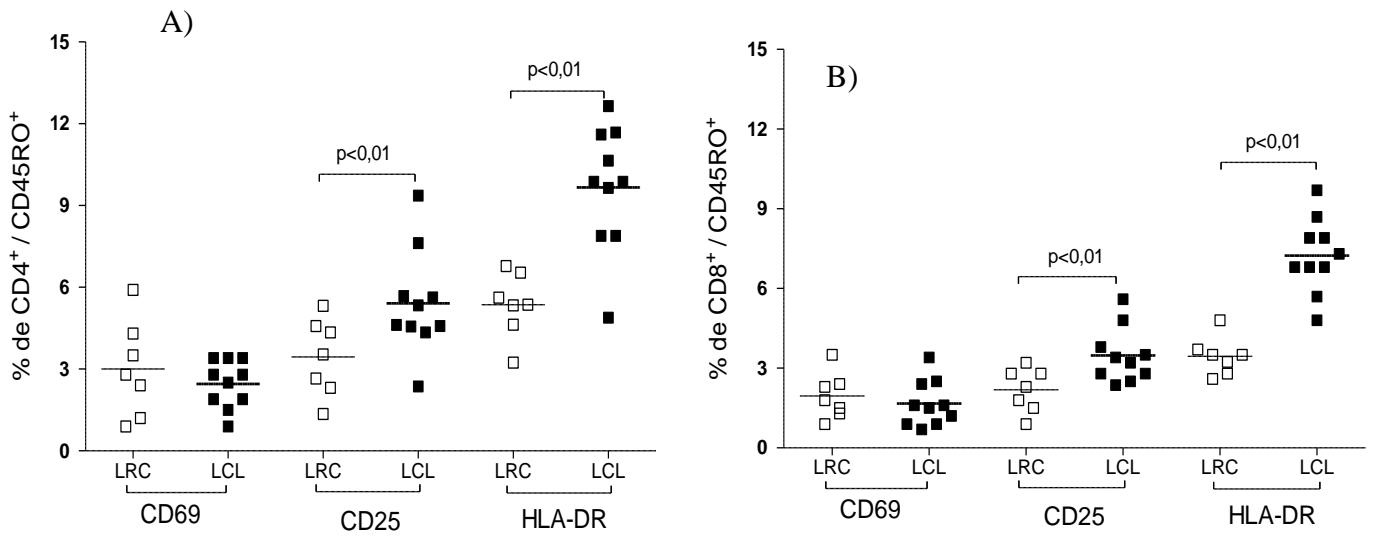 A)
15
12
9
6
3
0
% de CD4⁺ / CD45RO⁺
p<0,01
p<0,01
LRC LCL LRC LCL LRC LCL
CD69 CD25 HLA-DR
B)
15
12
9
6
3
0
% de CD8⁺ / CD45RO⁺
p<0,01
p<0,01
LRC LCL LRC LCL LRC LCL
CD69 CD25 HLA-DR